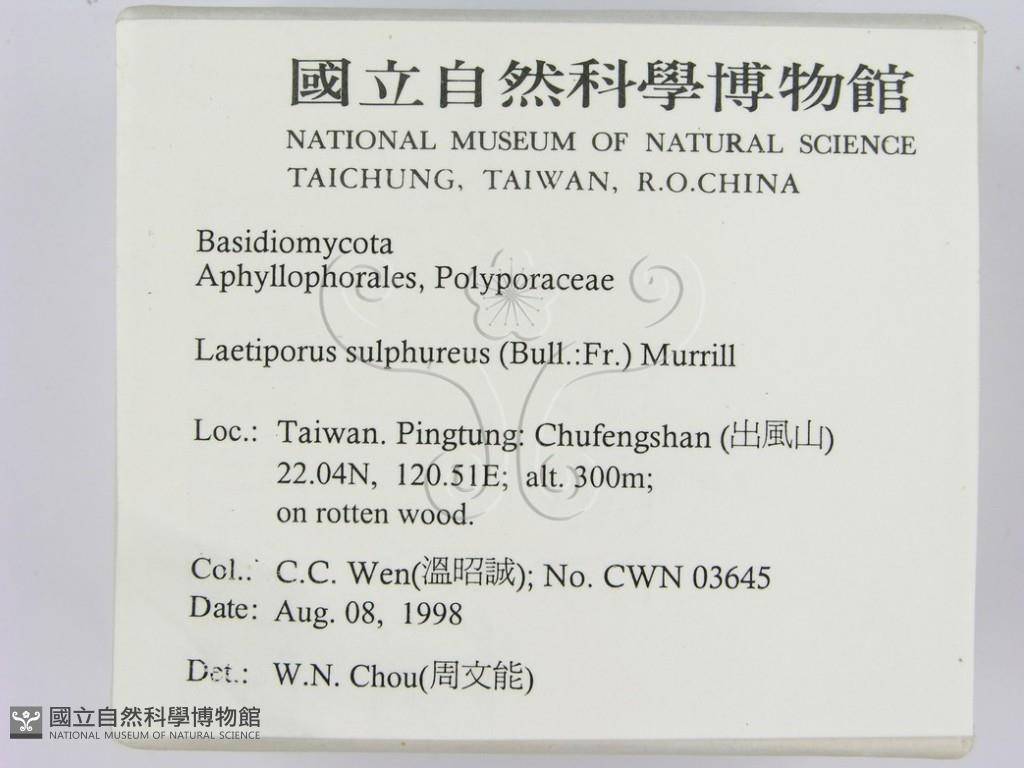 國立自然科學博物館
NATIONAL MUSEUM OF NATURAL SCIENCE
TAICHUNG, TAIWAN, R.O.CHINA
Basidiomycota
Aphyllophorales, Polyporaceae
Laetiporus sulphureus (Bull.:Fr.) Murrill
Loc.: Taiwan. Pingtung: Chufengshan (出風山)
22.04N, 120.51E; alt. 300m;
on rotten wood.
Col.: C.C. Wen(溫昭誠); No. CWN 03645
Date: Aug. 08, 1998
Det.: W.N. Chou(周文能)
國立自然科學博物館
NATIONAL MUSEUM OF NATURAL SCIENCE